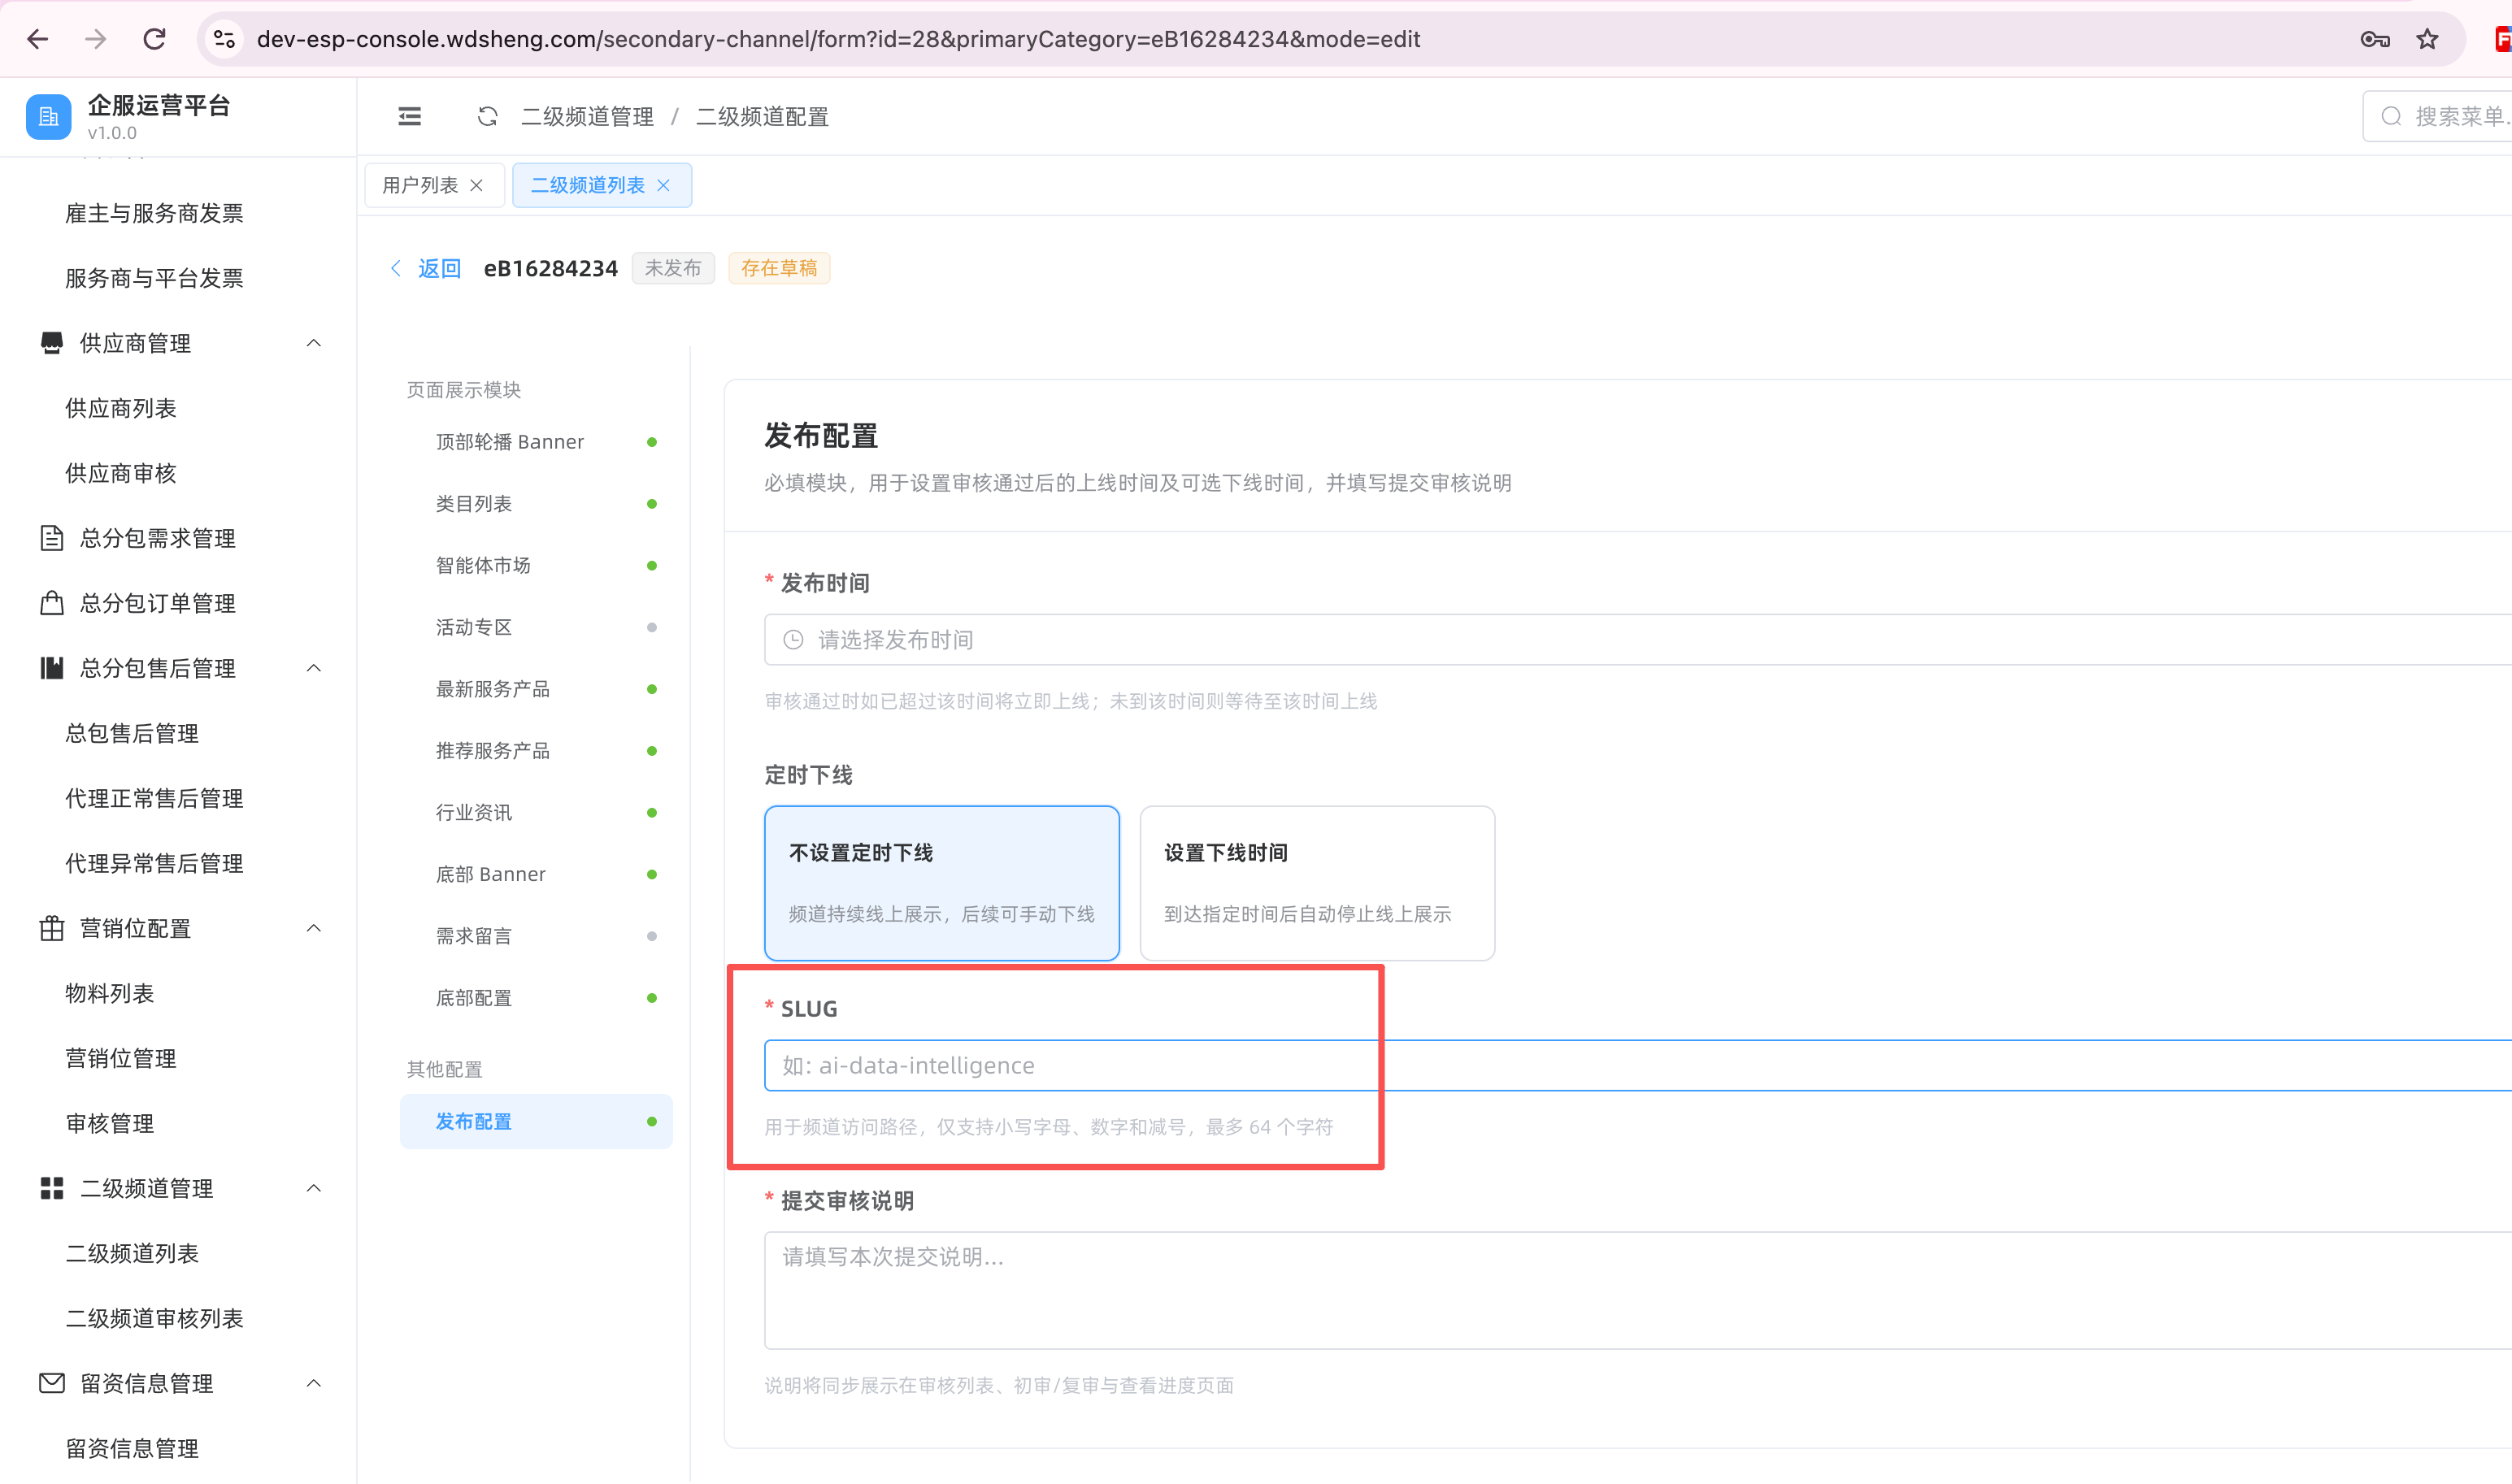 dev-esp-console.wdsheng.com/secondary-channel/form?id=28&primaryCategory=eB16284234&mode=edit
企服运营平台
v1.0.0
二级频道管理 / 二级频道配置
搜索菜单.
用户列表
二级频道列表
雇主与服务商发票
服务商与平台发票
供应商管理
供应商列表
供应商审核
总分包需求管理
总分包订单管理
总分包售后管理
总包售后管理
代理正常售后管理
代理异常售后管理
营销位配置
物料列表
营销位管理
审核管理
二级频道管理
二级频道列表
二级频道审核列表
留资信息管理
留资信息管理
返回 eB16284234 未发布 存在草稿
页面展示模块
顶部轮播 Banner
类目列表
智能体市场
活动专区
最新服务产品
推荐服务产品
行业资讯
底部 Banner
需求留言
底部配置
其他配置
发布配置
发布配置
必填模块，用于设置审核通过后的上线时间及可选下线时间，并填写提交审核说明
* 发布时间
请选择发布时间
审核通过时如已超过该时间将立即上线；未到该时间则等待至该时间上线
定时下线
不设置定时下线
频道持续线上展示，后续可手动下线
设置下线时间
到达指定时间后自动停止线上展示
* SLUG
如: ai-data-intelligence
用于频道访问路径，仅支持小写字母、数字和减号，最多 64 个字符
* 提交审核说明
请填写本次提交说明...
说明将同步展示在审核列表、初审/复审与查看进度页面